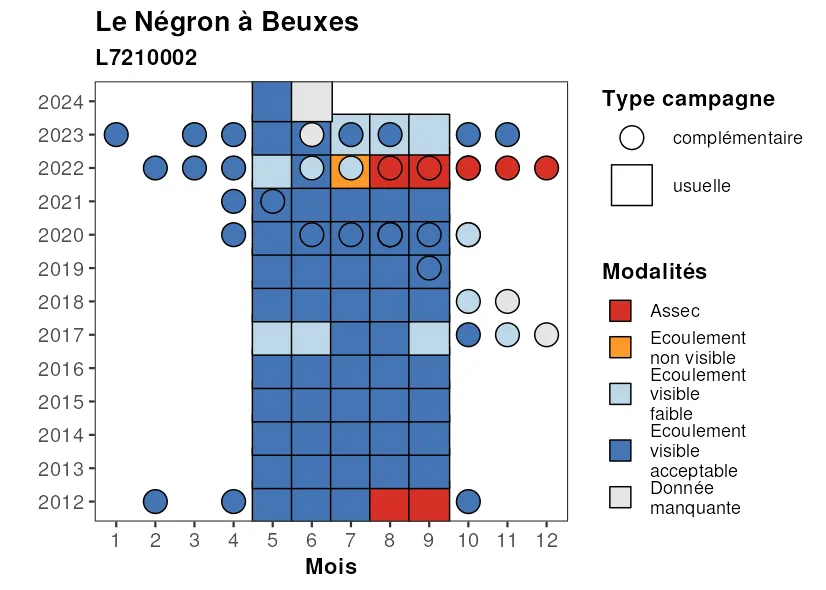 Le Négron à Beuxes
L7210002
2024
2023
2022
2021
2020
2019
2018
2017
2016
2015
2014
2013
2012
1 2 3 4 5 6 7 8 9 10 11 12
Mois
Type campagne
complémentaire
usuelle
Modalités
Assec
Ecoulement
non visible
Ecoulement
visible
faible
Ecoulement
visible
acceptable
Donnée
manquante